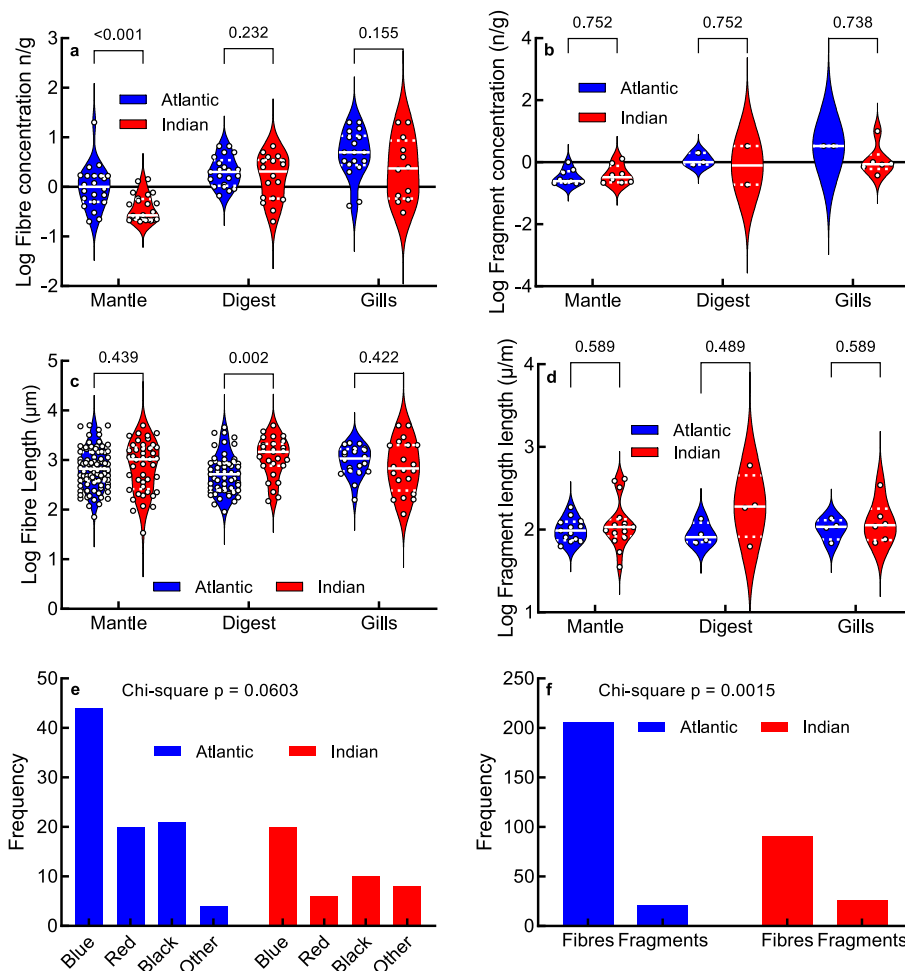 a
<0.001 0.232 0.155
Atlantic
Indian
Log Fibre concentration n/g
3
2
1
0
-1
-2
Mantle Digest Gills
b
0.752 0.752 0.738
Atlantic
Indian
Log Fragment concentration (n/g)
4
2
0
-2
-4
Mantle Digest Gills
c
0.439 0.002 0.422
Log Fibre Length (µm)
5
4
3
2
1
0
Atlantic Indian
Mantle Digest Gills
d
0.589 0.489 0.589
Atlantic
Indian
Log Fragment length length (µ/m)
4
3
2
1
Mantle Digest Gills
e
Chi-square p = 0.0603
Atlantic Indian
Frequency
50
40
30
20
10
0
Blue Red Black Other Blue Red Black Other
f
Chi-square p = 0.0015
Atlantic Indian
Frequency
250
200
150
100
50
0
Fibres Fragments Fibres Fragments